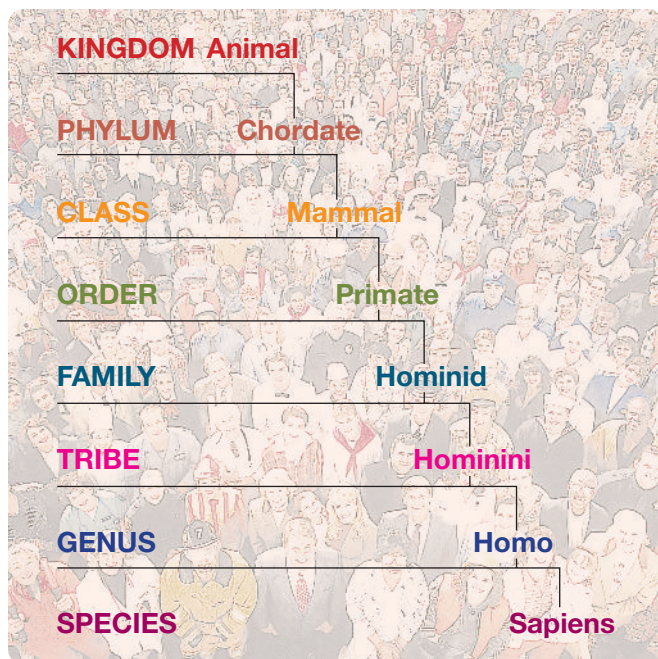 KINGDOM Animal
PHYLUM Chordate
CLASS Mammal
ORDER Primate
FAMILY Hominid
TRIBE Hominini
GENUS Homo
SPECIES Sapiens